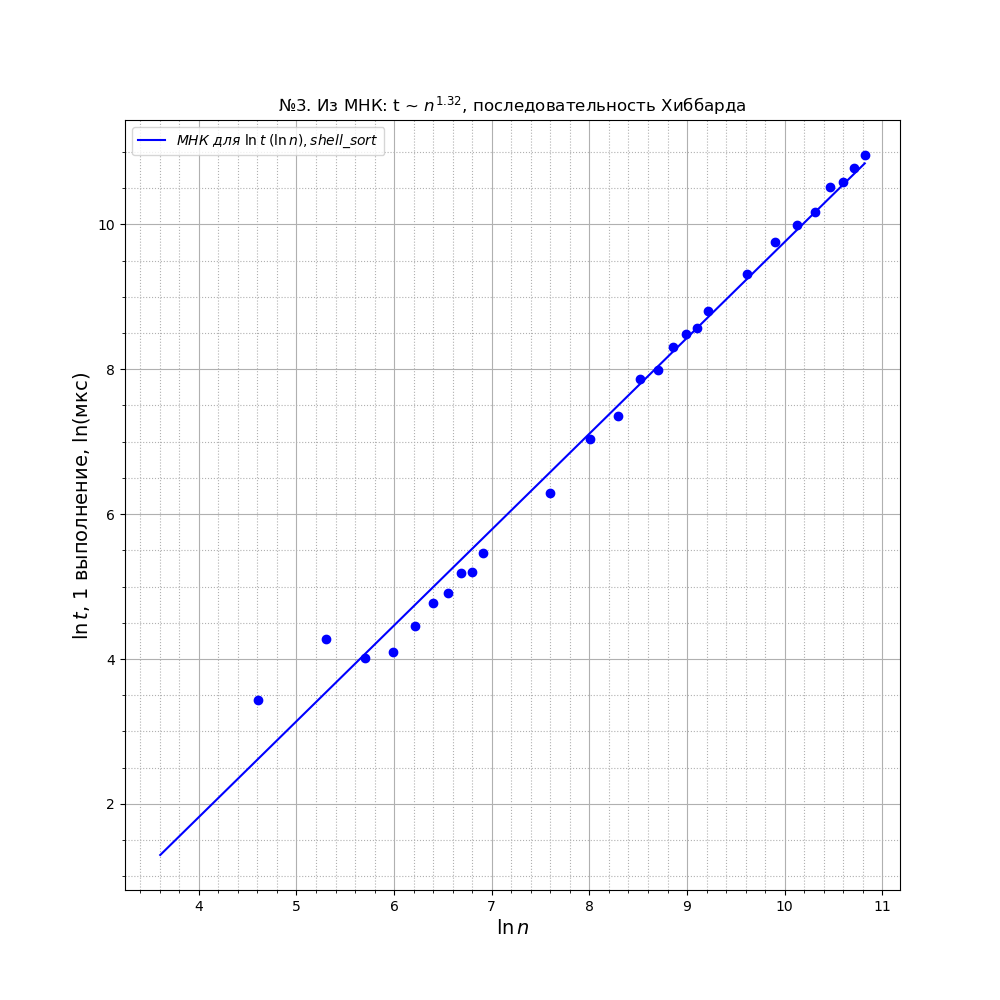 №3. Из МНК: t ~ n^1.32, последовательность Хиббарда
МНК для ln t (ln n), shell_sort
ln t, 1 выполнение, ln(мкс)
10
8
6
4
2
4 5 6 7 8 9 10 11
ln n